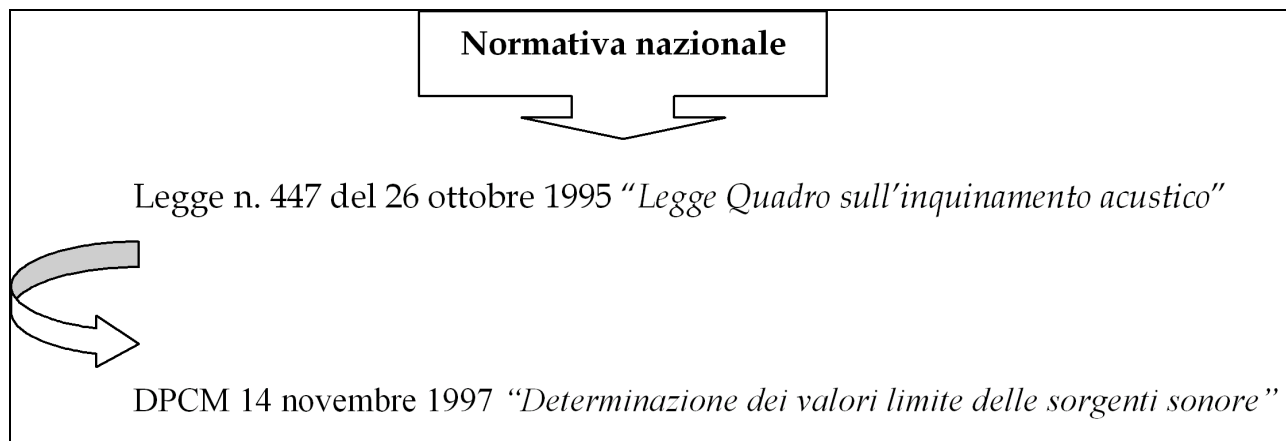 Normativa nazionale
Legge n. 447 del 26 ottobre 1995 “Legge Quadro sull’inquinamento acustico”
DPCM 14 novembre 1997 “Determinazione dei valori limite delle sorgenti sonore”